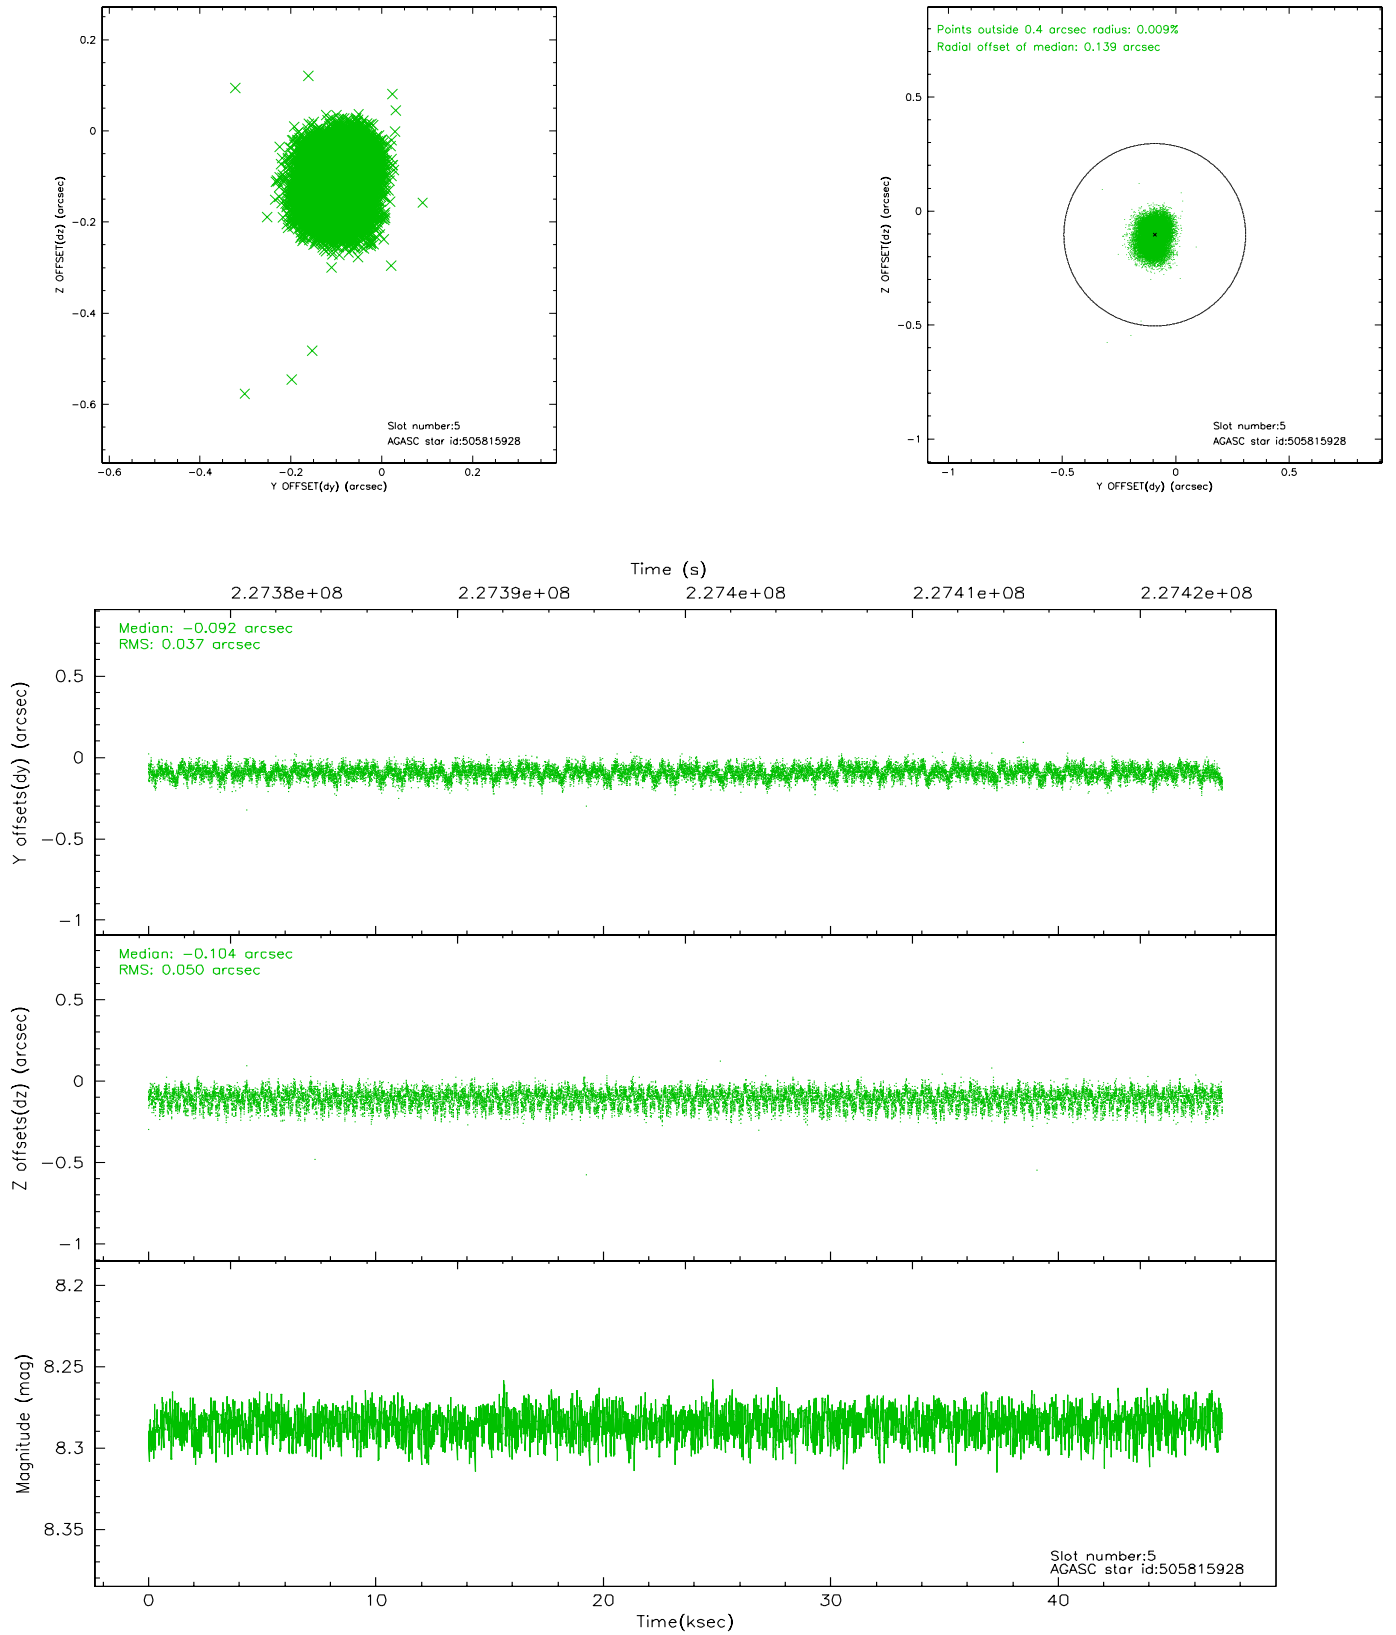 0.2
0
-0.2
-0.4
-0.6
Z OFFSET(dz) (arcsec)
Slot number:5
AGASC star id:505815928
-0.6
-0.4
-0.2
0
0.2
Y OFFSET(dy) (arcsec)
Points outside 0.4 arcsec radius: 0.009%
Radial offset of median: 0.139 arcsec
0.5
0
-0.5
-1
Z OFFSET(dz) (arcsec)
Slot number:5
AGASC star id:505815928
-1
-0.5
0
0.5
Y OFFSET(dy) (arcsec)
Time (s)
2.2738e+08
2.2739e+08
2.274e+08
2.2741e+08
2.2742e+08
Median: -0.092 arcsec
RMS: 0.037 arcsec
0.5
0
-0.5
-1
Y offsets(dy) (arcsec)
Median: -0.104 arcsec
RMS: 0.050 arcsec
0.5
0
-0.5
-1
Z offsets(dz) (arcsec)
8.2
8.25
8.3
8.35
Magnitude (mag)
Slot number:5
AGASC star id:505815928
0
10
20
30
40
Time(ksec)